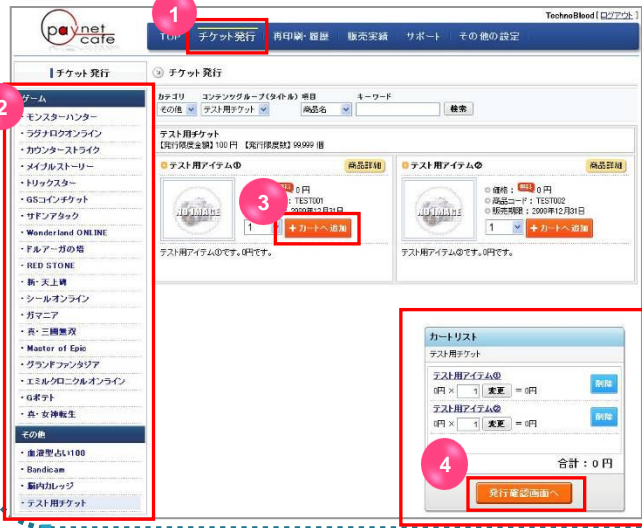 TechnoBlood [ログアウト]
paynet cafe
TOP チケット発行 再印刷・履歴 販売実績 サポート その他の設定
1
チケット発行
チケット発行
2
ゲーム
・モンスターハンター
・ラグナロクオンライン
・カウンターストライク
・メイプルストーリー
・トリックスター
・GSコインチケット
・サドンアタック
・Wonderland ONLINE
・ドルアーガの塔
・RED STONE
・新・天上碑
・シールオンライン
・ガマニア
・真・三國無双
・Master of Epic
・グランドファンタジア
・エミルクロニクルオンライン
・Gポテト
・真・女神転生
その他
・血液型占い100
・Bandicam
・脳内カレッジ
・テスト用チケット
カテゴリ コンテンツグループ(タイトル) 項目 キーワード
その他 テスト用チケット 商品名 検索
テスト用チケット
【発行限度金額】100 円 【発行限度数】99999 個
テスト用アイテム① 商品詳細
NO IMAGE
0 円
: TEST001
2999年12月31日
3
1 +カートへ追加
テスト用アイテム①です。0円です。
テスト用アイテム② 商品詳細
NO IMAGE
価格： 0 円
商品コード： TEST002
販売期限： 2999年12月31日
1 +カートへ追加
テスト用アイテム②です。0円です。
カートリスト
テスト用チケット
テスト用アイテム①
0円 × 1 変更 = 0円 削除
テスト用アイテム②
0円 × 1 変更 = 0円 削除
合計：0 円
4
発行確認画面へ